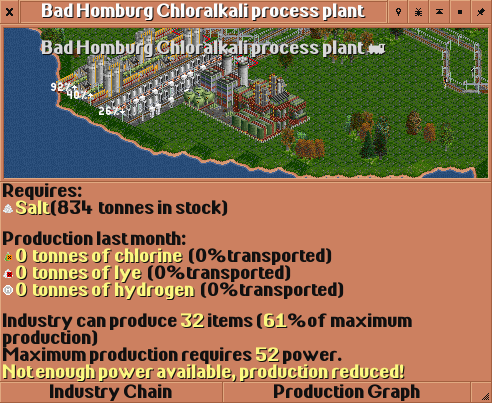 Bad Homburg Chloralkali process plant
Bad Homburg Chloralkali process plant
92%
40%
26%
Requires:
Salt(834 tonnes in stock)
Production last month:
0 tonnes of chlorine (0% transported)
0 tonnes of lye (0% transported)
0 tonnes of hydrogen (0% transported)
Industry can produce 32 items (61% of maximum
production)
Maximum production requires 52 power.
Not enough power available, production reduced!
Industry Chain
Production Graph